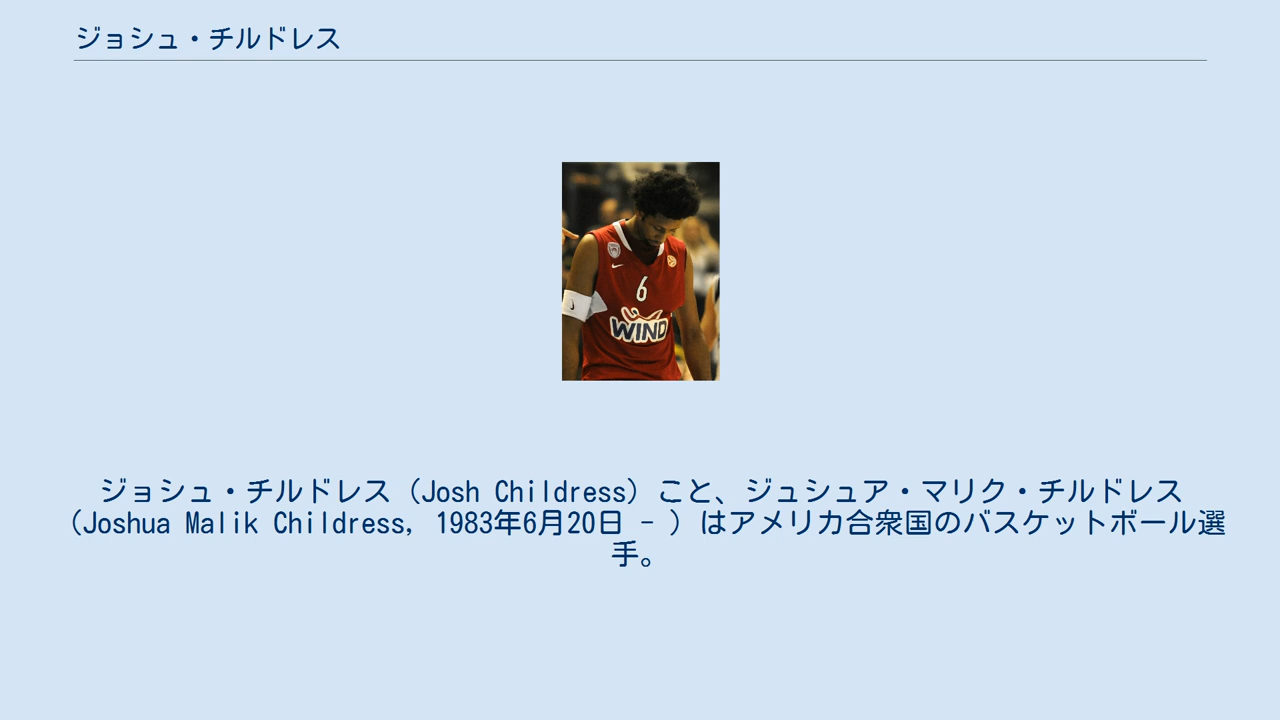 ジョシュ・チルドレス
6
WIND
ジョシュ・チルドレス（Josh Childress）こと、ジュシュア・マリク・チルドレス
（Joshua Malik Childress, 1983年6月20日 - ）はアメリカ合衆国のバスケットボール選
手。